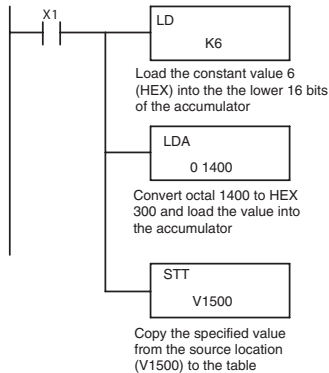 X1
LD
K6
Load the constant value 6
(HEX) into the the lower 16 bits
of the accumulator
LDA
0 1400
Convert octal 1400 to HEX
300 and load the value into
the accumulator
STT
V1500
Copy the specified value
from the source location
(V1500) to the table